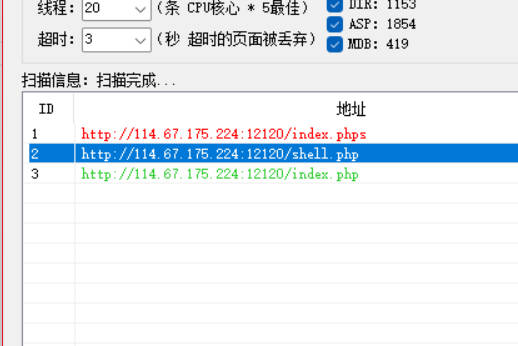 线程: 20 (条 CPU核心 * 5最佳) DIR: 1153
ASP: 1854
超时: 3 (秒 超时的页面被丢弃) MDB: 419
扫描信息: 扫描完成...
ID 地址
1 http://114.67.175.224:12120/index.phps
2 http://114.67.175.224:12120/shell.php
3 http://114.67.175.224:12120/index.php